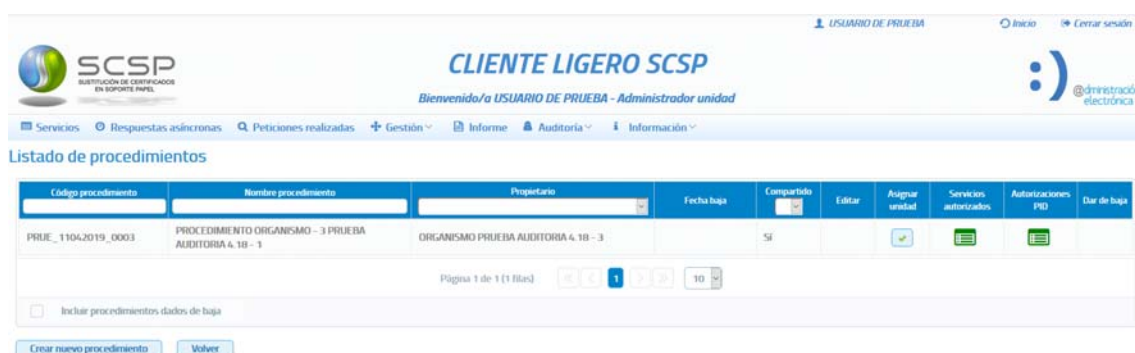 USUARIO DE PRUEBA Inicio Cerrar sesión
SCSP
SUSTITUCIÓN DE CERTIFICADOS
EN SOPORTE PAPEL
CLIENTE LIGERO SCSP
Bienvenido/a USUARIO DE PRUEBA - Administrador unidad
:)
@dministració
electrónica
Servicios Respuestas asíncronas Peticiones realizadas Gestión Informe Auditoría Información
Listado de procedimientos
Código procedimiento Nombre procedimiento Propietario Fecha baja Compartido Editar Asignar unidad Servicios autorizados Autorizaciones PID Dar de baja
PRUE_11042019_0003 PROCEDIMIENTO ORGANISMO - 3 PRUEBA AUDITORIA 4.18 - 1 ORGANISMO PRUEBA AUDITORIA 4.18 - 3 Sí
Página 1 de 1 (1 filas) 1 10
Incluir procedimientos dados de baja
Crear nuevo procedimiento Volver